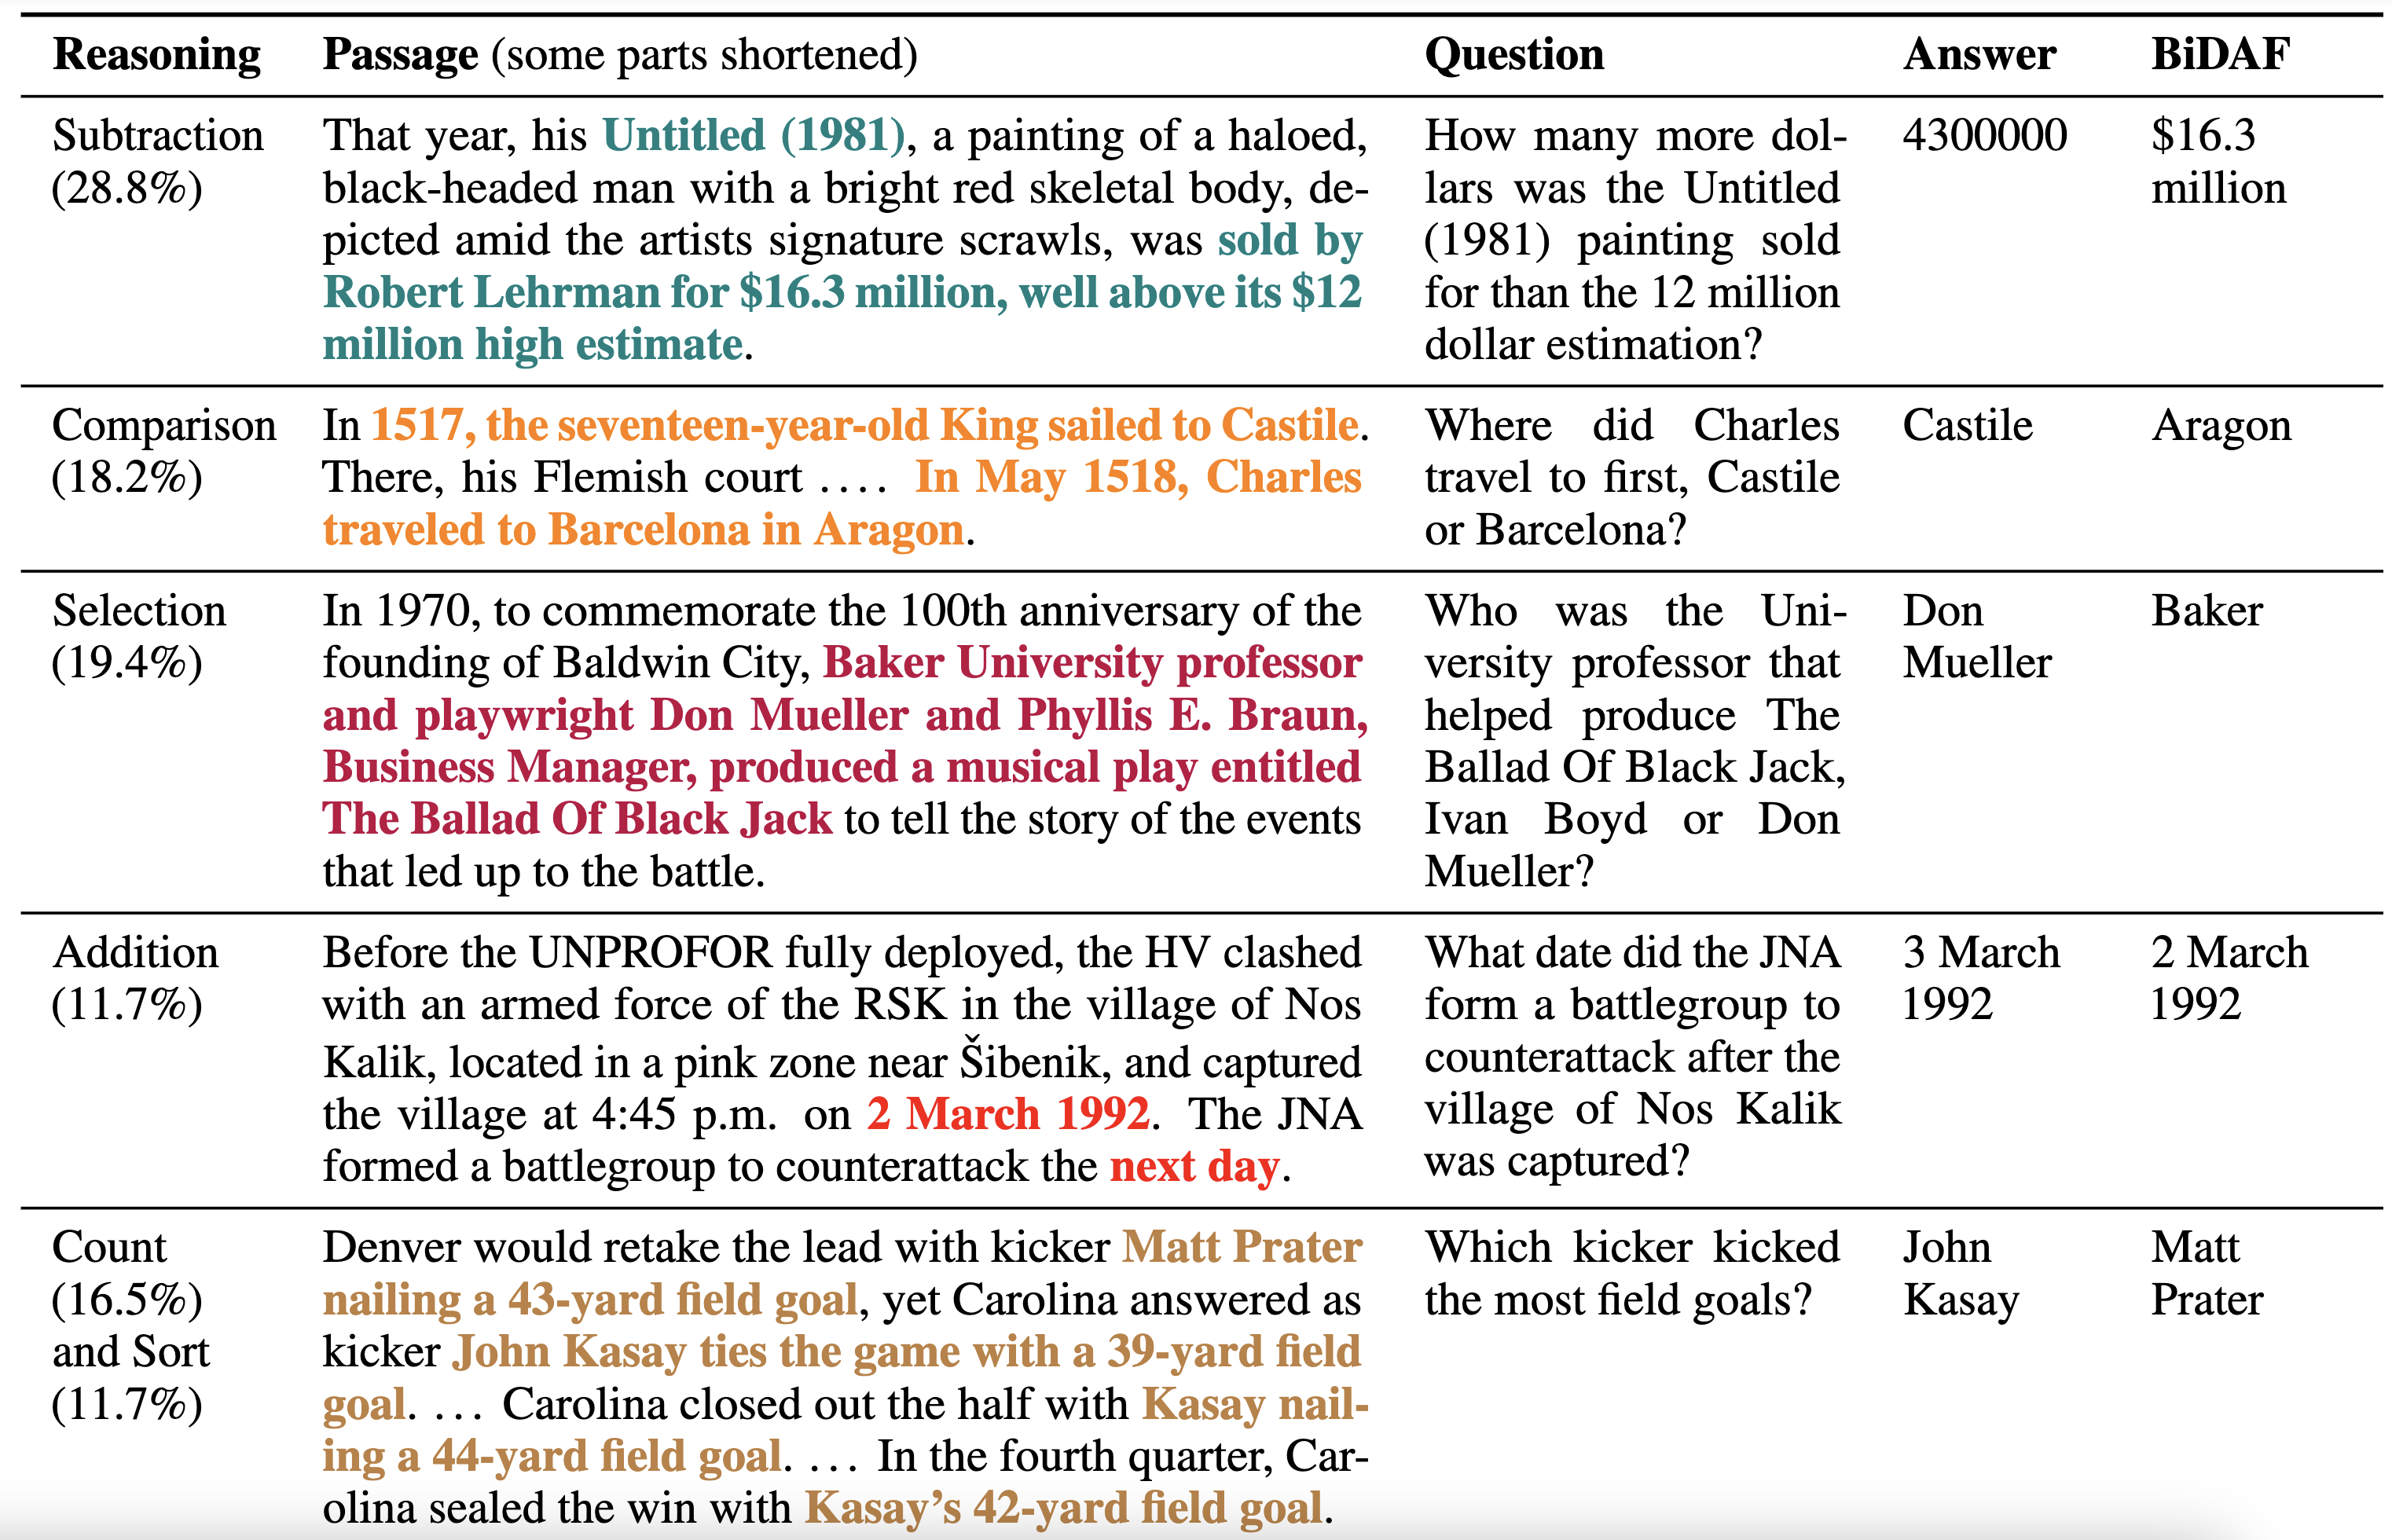 Reasoning Passage (some parts shortened) Question Answer BiDAF
Subtraction
(28.8%)
That year, his Untitled (1981), a painting of a haloed,
black-headed man with a bright red skeletal body, de-
picted amid the artists signature scrawls, was sold by
Robert Lehrman for $16.3 million, well above its $12
million high estimate.
How many more dol-
lars was the Untitled
(1981) painting sold
for than the 12 million
dollar estimation?
4300000
$16.3
million
Comparison
(18.2%)
In 1517, the seventeen-year-old King sailed to Castile.
There, his Flemish court .... In May 1518, Charles
traveled to Barcelona in Aragon.
Where did Charles
travel to first, Castile
or Barcelona?
Castile
Aragon
Selection
(19.4%)
In 1970, to commemorate the 100th anniversary of the
founding of Baldwin City, Baker University professor
and playwright Don Mueller and Phyllis E. Braun,
Business Manager, produced a musical play entitled
The Ballad Of Black Jack to tell the story of the events
that led up to the battle.
Who was the Uni-
versity professor that
helped produce The
Ballad Of Black Jack,
Ivan Boyd or Don
Mueller?
Don
Mueller
Baker
Addition
(11.7%)
Before the UNPROFOR fully deployed, the HV clashed
with an armed force of the RSK in the village of Nos
Kalik, located in a pink zone near Šibenik, and captured
the village at 4:45 p.m. on 2 March 1992. The JNA
formed a battlegroup to counterattack the next day.
What date did the JNA
form a battlegroup to
counterattack after the
village of Nos Kalik
was captured?
3 March
1992
2 March
1992
Count
(16.5%)
and Sort
(11.7%)
Denver would retake the lead with kicker Matt Prater
nailing a 43-yard field goal, yet Carolina answered as
kicker John Kasay ties the game with a 39-yard field
goal. ... Carolina closed out the half with Kasay nail-
ing a 44-yard field goal. ... In the fourth quarter, Car-
olina sealed the win with Kasay’s 42-yard field goal.
Which kicker kicked
the most field goals?
John
Kasay
Matt
Prater